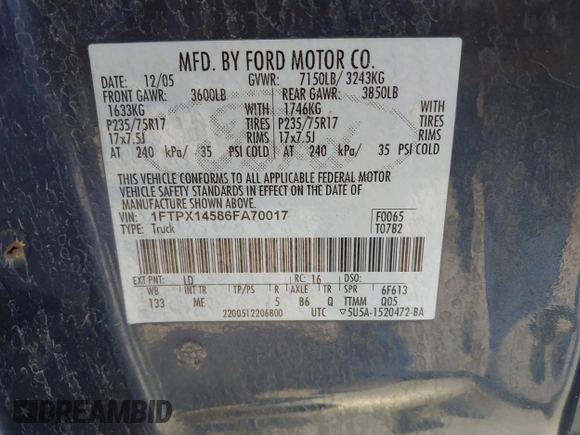 MFD. BY FORD MOTOR CO.
DATE: 12/05 GVWR: 7150LB/ 3243KG
FRONT GAWR: 3600LB REAR GAWR: 3850LB
1633KG WITH 1746KG WITH
P235/75R17 TIRES P235/75R17 TIRES
17x7.5J RIMS 17x7.5J RIMS
AT 240 kPa/ 35 PSI COLD AT 240 kPa/ 35 PSI COLD
THIS VEHICLE CONFORMS TO ALL APPLICABLE FEDERAL MOTOR
VEHICLE SAFETY STANDARDS IN EFFECT ON THE DATE OF MANUFACTURE
SHOWN ABOVE.
VIN: 1FTPX14586FA70017 F0065
TYPE: Truck T0782
EXT PNT: LD RC: 16 DSO:
WB INT TR TP/PS R AXLE TR SPR 6F613
133 ME 5 B6 Q TTMM Q05
2200512206800 UTC ▽5U5A-1520472-BA
DREAMBID